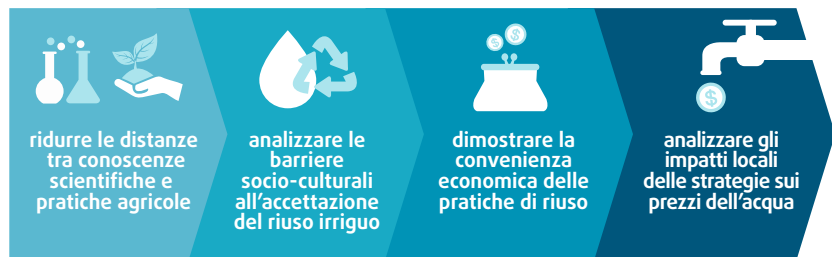 ridurre le distanze
tra conoscenze
scientifiche e
pratiche agricole
analizzare le
barriere
socio-culturali
all'accettazione
del riuso irriguo
dimostrare la
convenienza
economica delle
pratiche di riuso
analizzare gli
impatti locali
delle strategie sui
prezzi dell'acqua